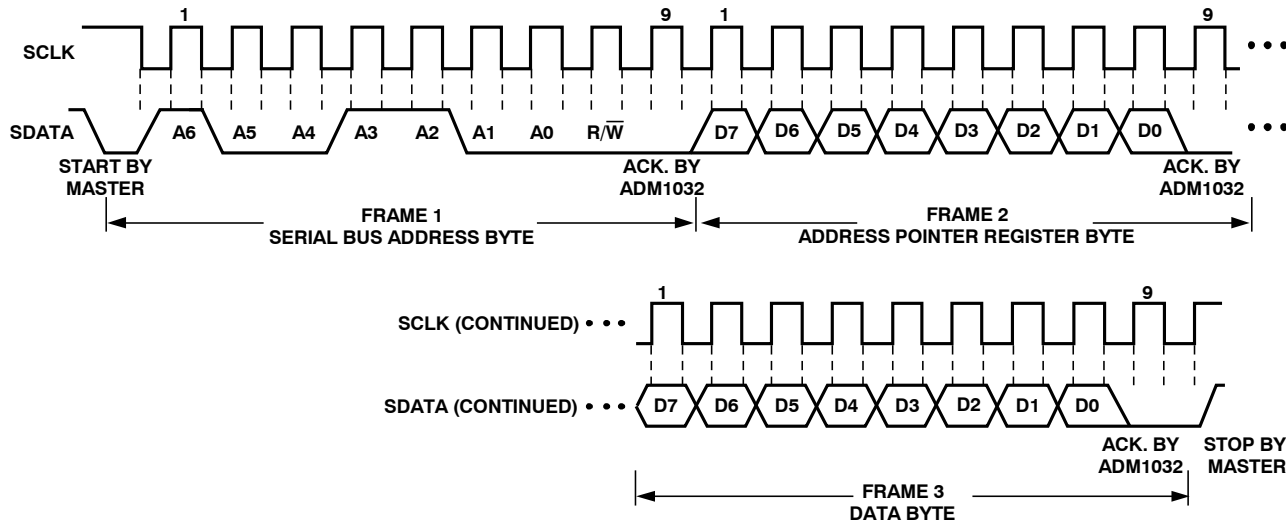 1 9 1 9
SCLK
SDATA A6 A5 A4 A3 A2 A1 A0 R/W̅ D7 D6 D5 D4 D3 D2 D1 D0
START BY
MASTER
ACK. BY
ADM1032
ACK. BY
ADM1032
FRAME 1
SERIAL BUS ADDRESS BYTE
FRAME 2
ADDRESS POINTER REGISTER BYTE
1 9
SCLK (CONTINUED)
SDATA (CONTINUED) D7 D6 D5 D4 D3 D2 D1 D0
ACK. BY
ADM1032
STOP BY
MASTER
FRAME 3
DATA BYTE